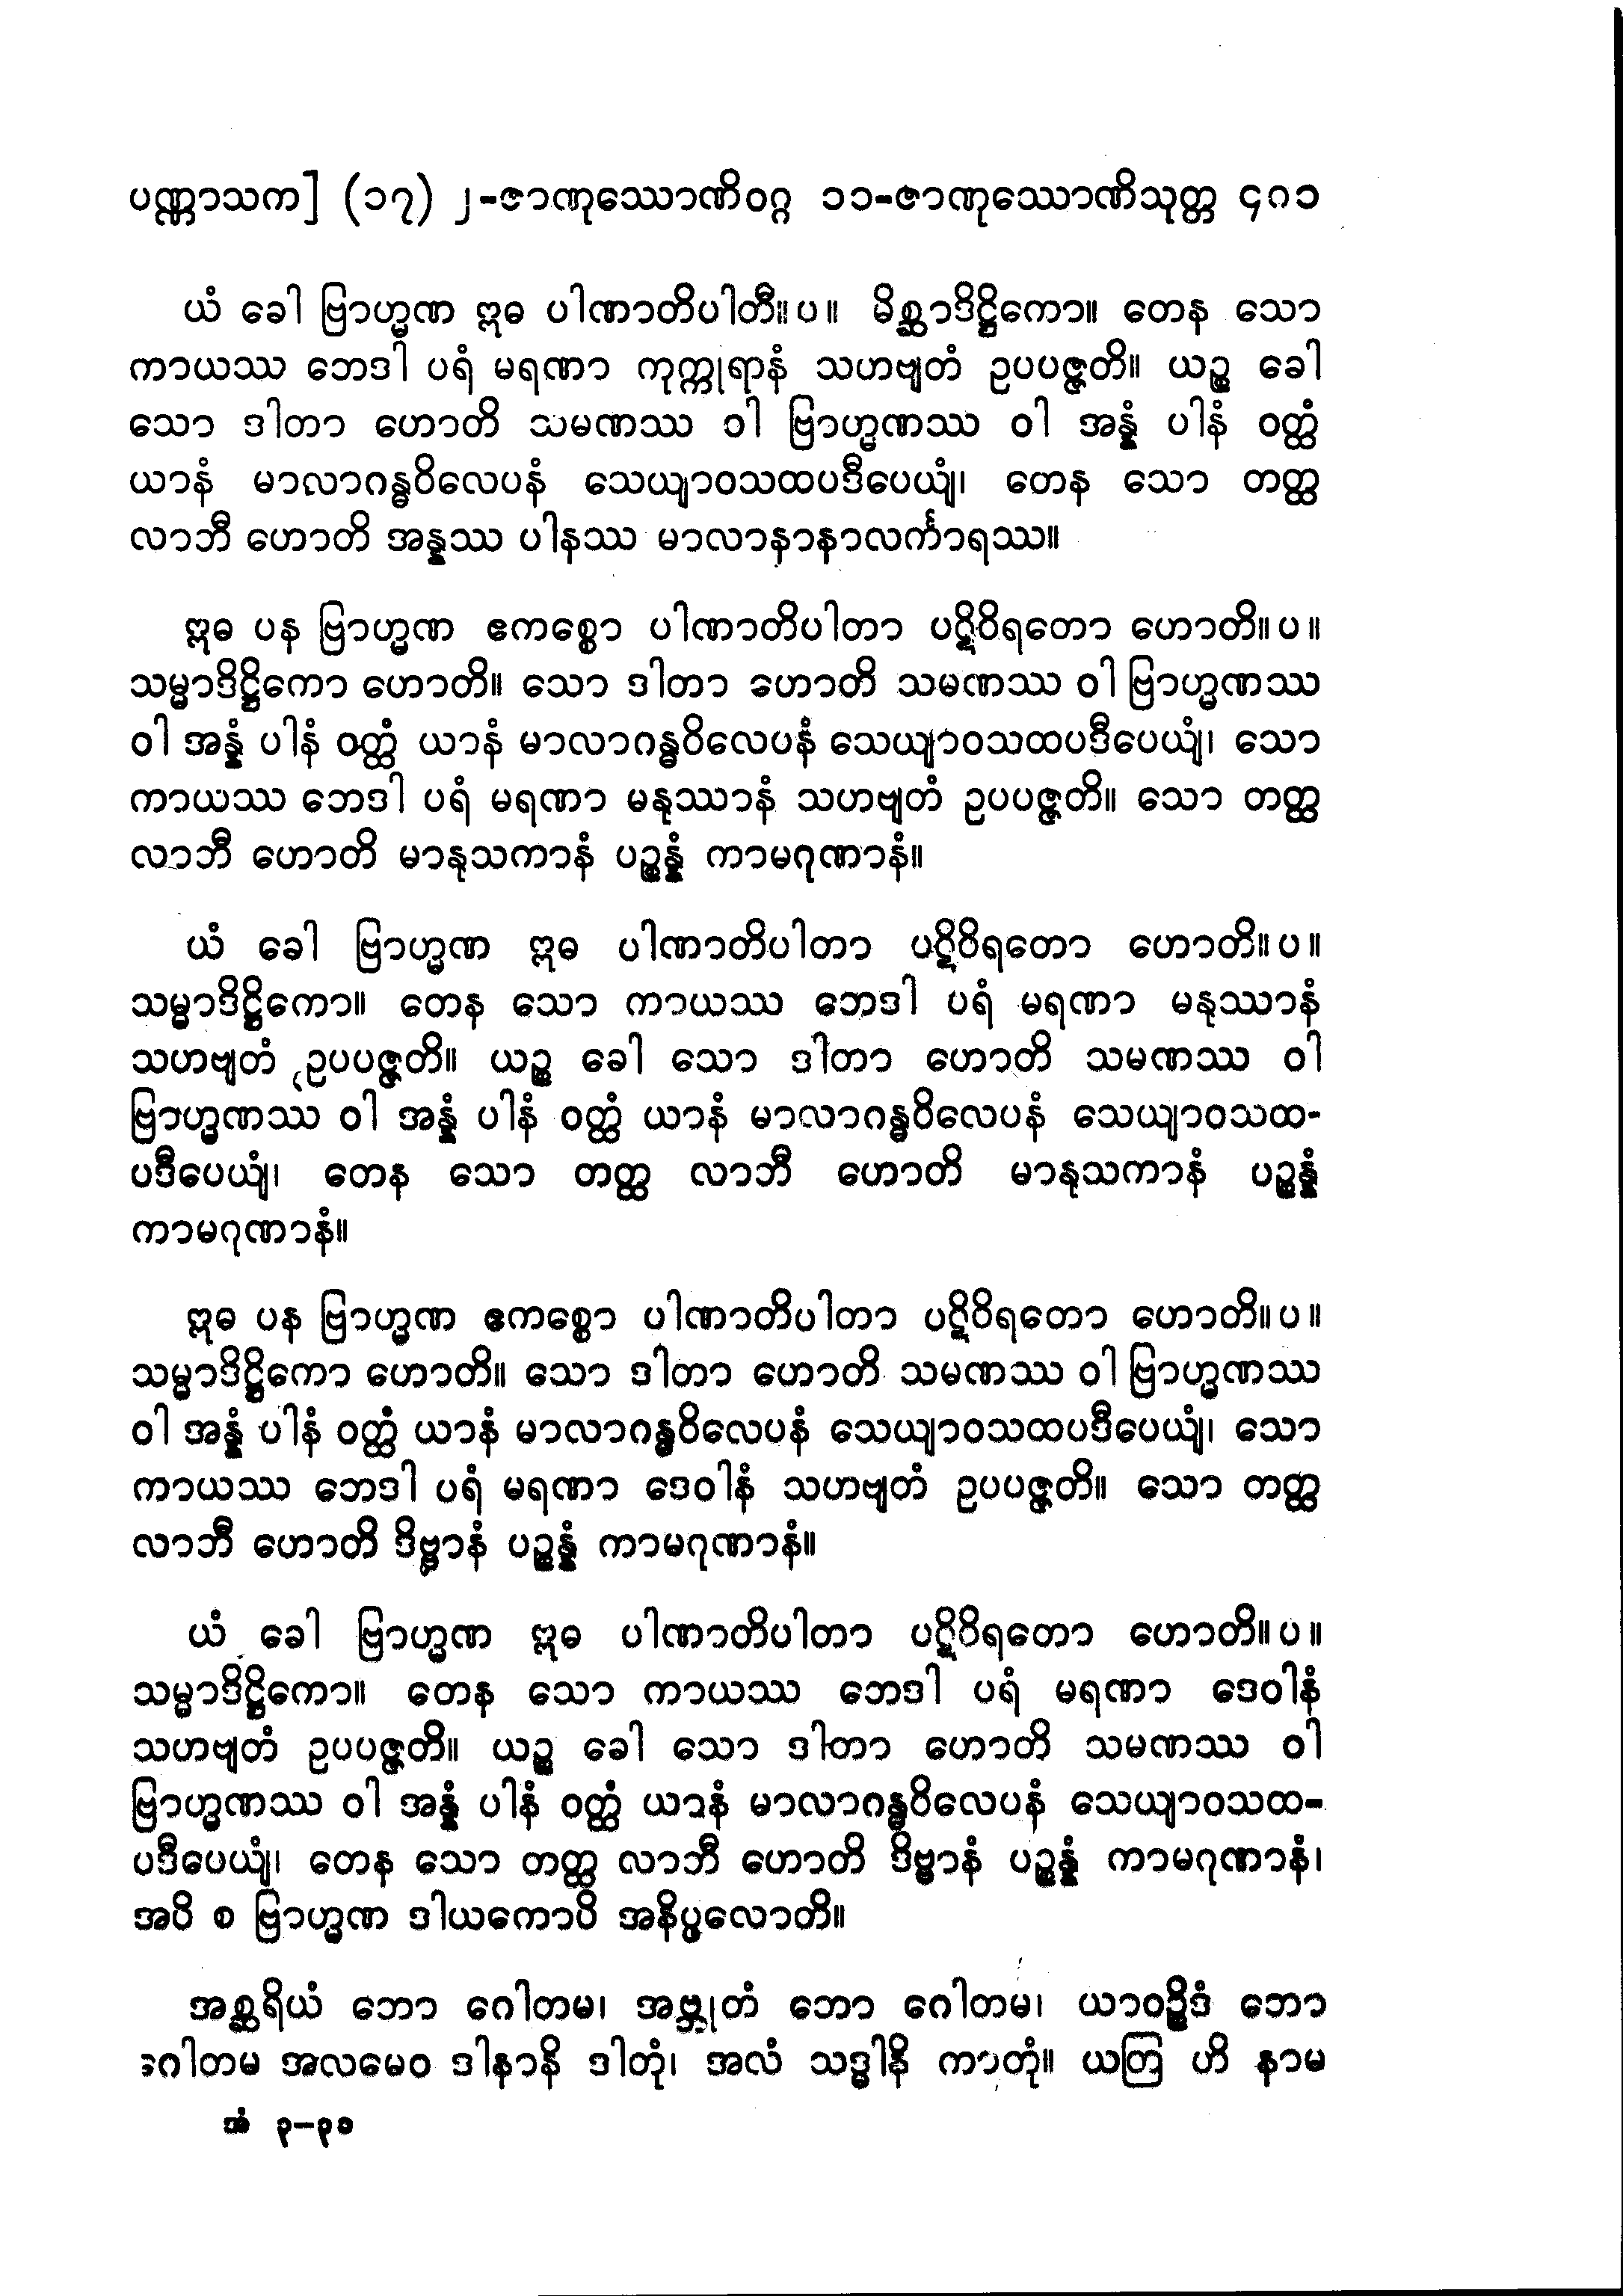 ပဏ္ဏာသက] (၁၇) ၂-ဇာဏုဿောဏိဝဂ္ဂ ၁၁-ဇာဏုဿောဏိသုတ္တ ၄၈၁
ယံ ခေါ ဗြာဟ္မဏ ဣဓ ပါဏာတိပါတီ။ပ။ မိစ္ဆာဒိဋ္ဌိကော။ တေန သော
ကာယဿ ဘေဒါ ပရံ မရဏာ ကုက္ကုရာနံ သဟဗျတံ ဥပပဇ္ဇတိ။ ယဉ္စ ခေါ
သော ဒါတာ ဟောတိ သမဏဿ ဝါ ဗြာဟ္မဏဿ ဝါ အန္နံ ပါနံ ဝတ္ထံ
ယာနံ မာလာဂန္ဓဝိလေပနံ သေယျာဝသထပဒီပေယျံ၊ တေန သော တတ္ထ
လာဘီ ဟောတိ အန္နဿ ပါနဿ မာလာနာနာလင်္ကာရဿ။
ဣဓ ပန ဗြာဟ္မဏ ဧကစ္စော ပါဏာတိပါတာ ပဋိဝိရတော ဟောတိ။ပ။
သမ္မာဒိဋ္ဌိကော ဟောတိ။ သော ဒါတာ ဟောတိ သမဏဿ ဝါ ဗြာဟ္မဏဿ
ဝါ အန္နံ ပါနံ ဝတ္ထံ ယာနံ မာလာဂန္ဓဝိလေပနံ သေယျာဝသထပဒီပေယျံ၊ သော
ကာယဿ ဘေဒါ ပရံ မရဏာ မနုဿာနံ သဟဗျတံ ဥပပဇ္ဇတိ။ သော တတ္ထ
လာဘီ ဟောတိ မာနုသကာနံ ပဉ္စန္နံ ကာမဂုဏာနံ။
ယံ ခေါ ဗြာဟ္မဏ ဣဓ ပါဏာတိပါတာ ပဋိဝိရတော ဟောတိ။ပ။
သမ္မာဒိဋ္ဌိကော။ တေန သော ကာယဿ ဘေဒါ ပရံ မရဏာ မနုဿာနံ
သဟဗျတံ ဥပပဇ္ဇတိ။ ယဉ္စ ခေါ သော ဒါတာ ဟောတိ သမဏဿ ဝါ
ဗြာဟ္မဏဿ ဝါ အန္နံ ပါနံ ဝတ္ထံ ယာနံ မာလာဂန္ဓဝိလေပနံ သေယျာဝသထ-
ပဒီပေယျံ၊ တေန သော တတ္ထ လာဘီ ဟောတိ မာနုသကာနံ ပဉ္စန္နံ
ကာမဂုဏာနံ။
ဣဓ ပန ဗြာဟ္မဏ ဧကစ္စော ပါဏာတိပါတာ ပဋိဝိရတော ဟောတိ။ပ။
သမ္မာဒိဋ္ဌိကော ဟောတိ။ သော ဒါတာ ဟောတိ သမဏဿ ဝါ ဗြာဟ္မဏဿ
ဝါ အန္နံ ပါနံ ဝတ္ထံ ယာနံ မာလာဂန္ဓဝိလေပနံ သေယျာဝသထပဒီပေယျံ၊ သော
ကာယဿ ဘေဒါ ပရံ မရဏာ ဒေဝါနံ သဟဗျတံ ဥပပဇ္ဇတိ။ သော တတ္ထ
လာဘီ ဟောတိ ဒိဗ္ဗာနံ ပဉ္စန္နံ ကာမဂုဏာနံ။
ယံ ခေါ ဗြာဟ္မဏ ဣဓ ပါဏာတိပါတာ ပဋိဝိရတော ဟောတိ။ပ။
သမ္မာဒိဋ္ဌိကော။ တေန သော ကာယဿ ဘေဒါ ပရံ မရဏာ ဒေဝါနံ
သဟဗျတံ ဥပပဇ္ဇတိ။ ယဉ္စ ခေါ သော ဒါတာ ဟောတိ သမဏဿ ဝါ
ဗြာဟ္မဏဿ ဝါ အန္နံ ပါနံ ဝတ္ထံ ယာနံ မာလာဂန္ဓဝိလေပနံ သေယျာဝသထ-
ပဒီပေယျံ၊ တေန သော တတ္ထ လာဘီ ဟောတိ ဒိဗ္ဗာနံ ပဉ္စန္နံ ကာမဂုဏာနံ၊
အပိ စ ဗြာဟ္မဏ ဒါယကောပိ အနိပ္ဖလောတိ။
အစ္ဆရိယံ ဘော ဂေါတမ၊ အဗ္ဘုတံ ဘော ဂေါတမ၊ ယာဝဉ္စိဒံ ဘော
ဂေါတမ အလမေဝ ဒါနာနိ ဒါတုံ၊ အလံ သဒ္ဓါနိ ကာတုံ။ ယတြ ဟိ နာမ
အံ ၃-၃၁